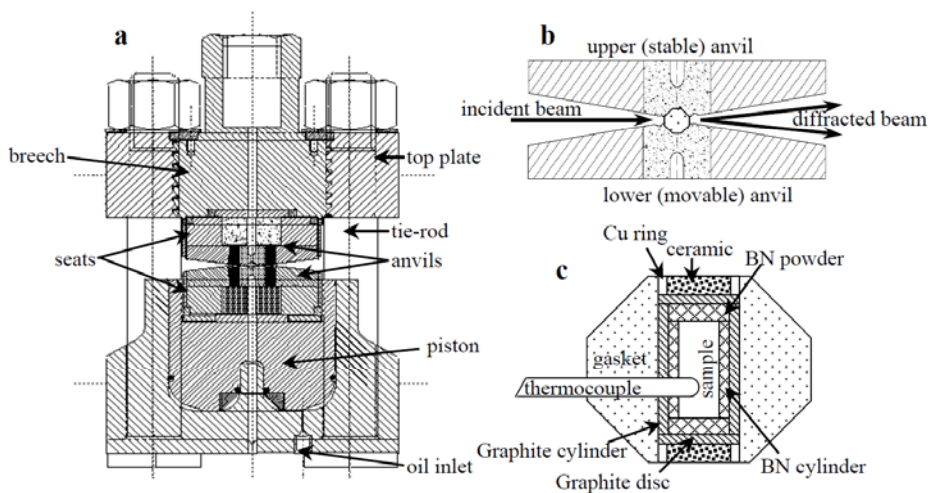 a
breech
top plate
tie-rod
seats
anvils
piston
oil inlet
b
upper (stable) anvil
incident beam
diffracted beam
lower (movable) anvil
c
Cu ring
ceramic
BN powder
gasket
sample
thermocouple
Graphite cylinder
Graphite disc
BN cylinder